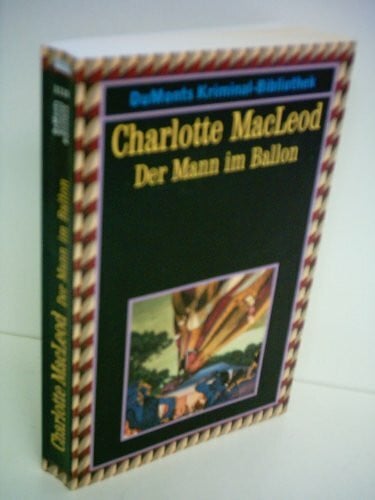 DuMonts Kriminal-Bibliothek
Charlotte MacLeod
Der Mann im Ballon
Charlotte MacLeod Der Mann im Ballon